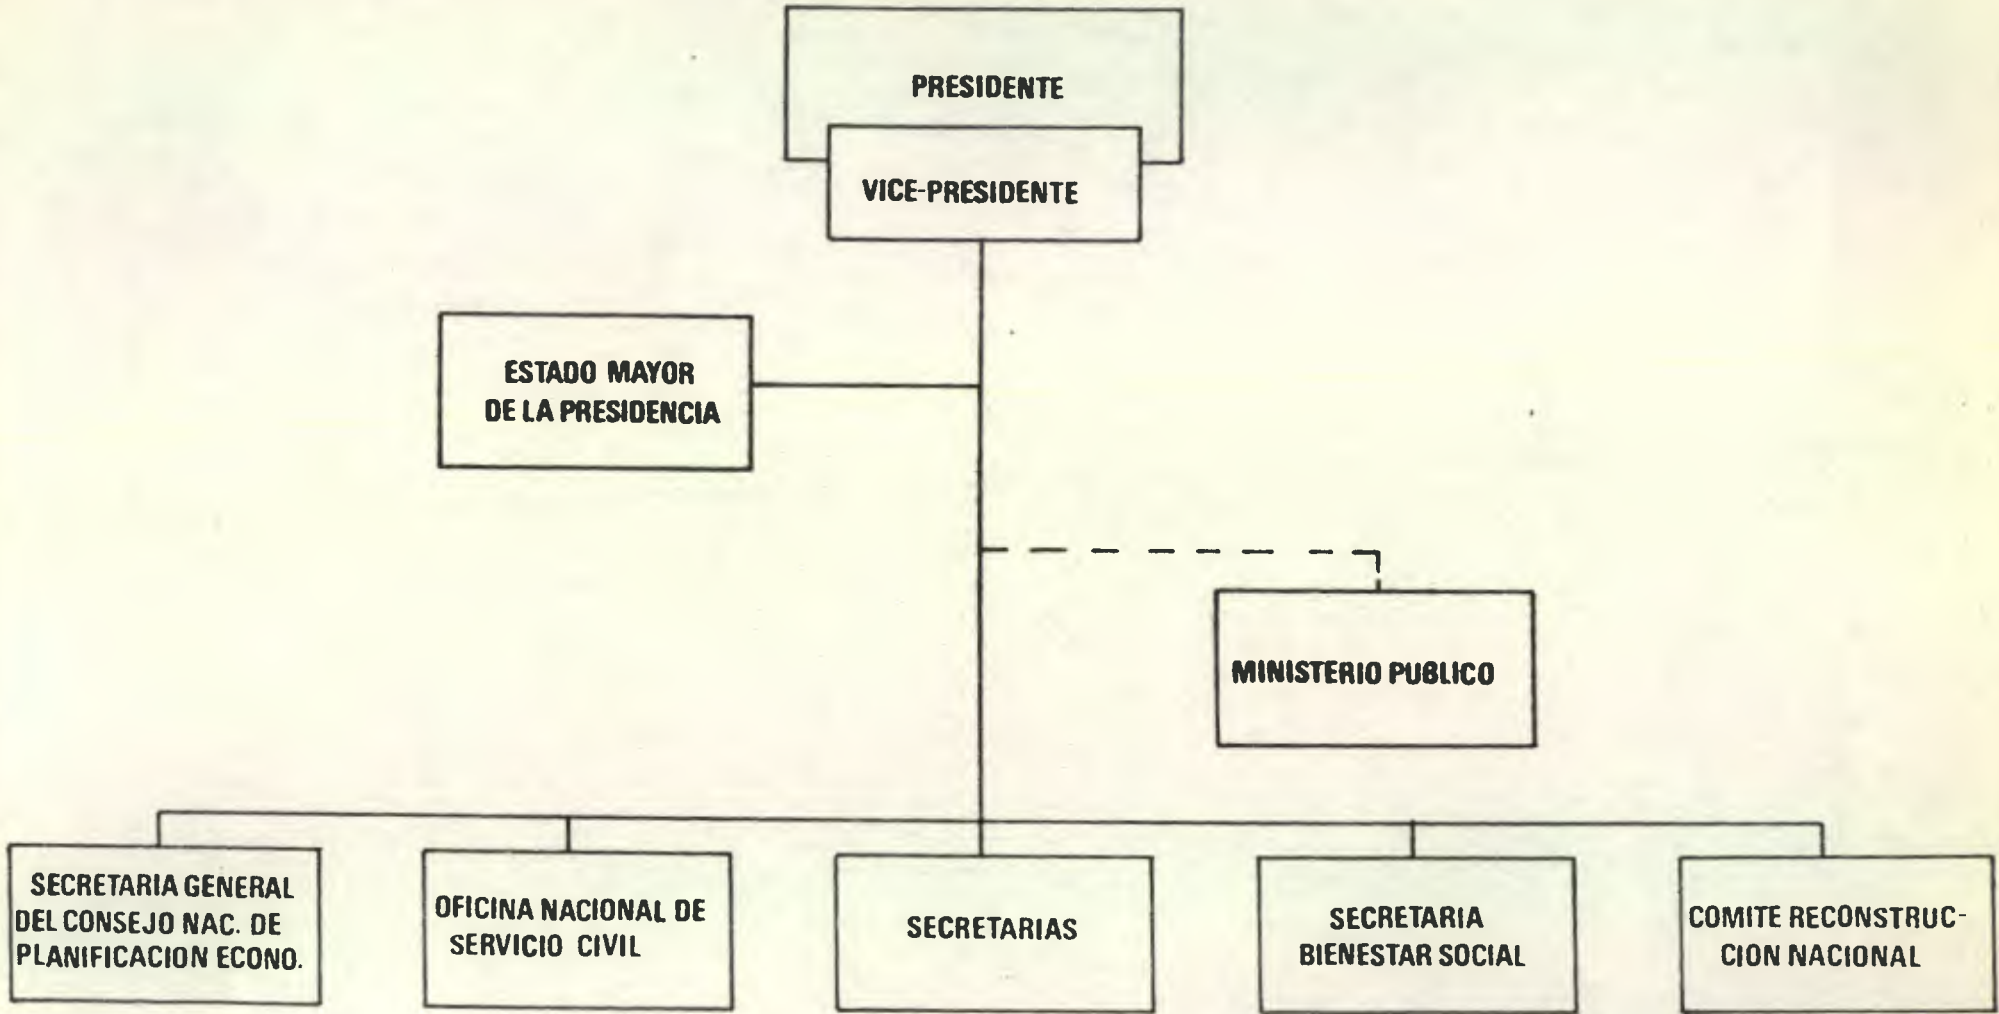 PRESIDENTE
VICE-PRESIDENTE
ESTADO MAYOR
DE LA PRESIDENCIA
MINISTERIO PUBLICO
SECRETARIA GENERAL
DEL CONSEJO NAC. DE
PLANIFICACION ECONO.
OFICINA NACIONAL DE
SERVICIO CIVIL
SECRETARIAS
SECRETARIA
BIENESTAR SOCIAL
COMITE RECONSTRUC-
CION NACIONAL